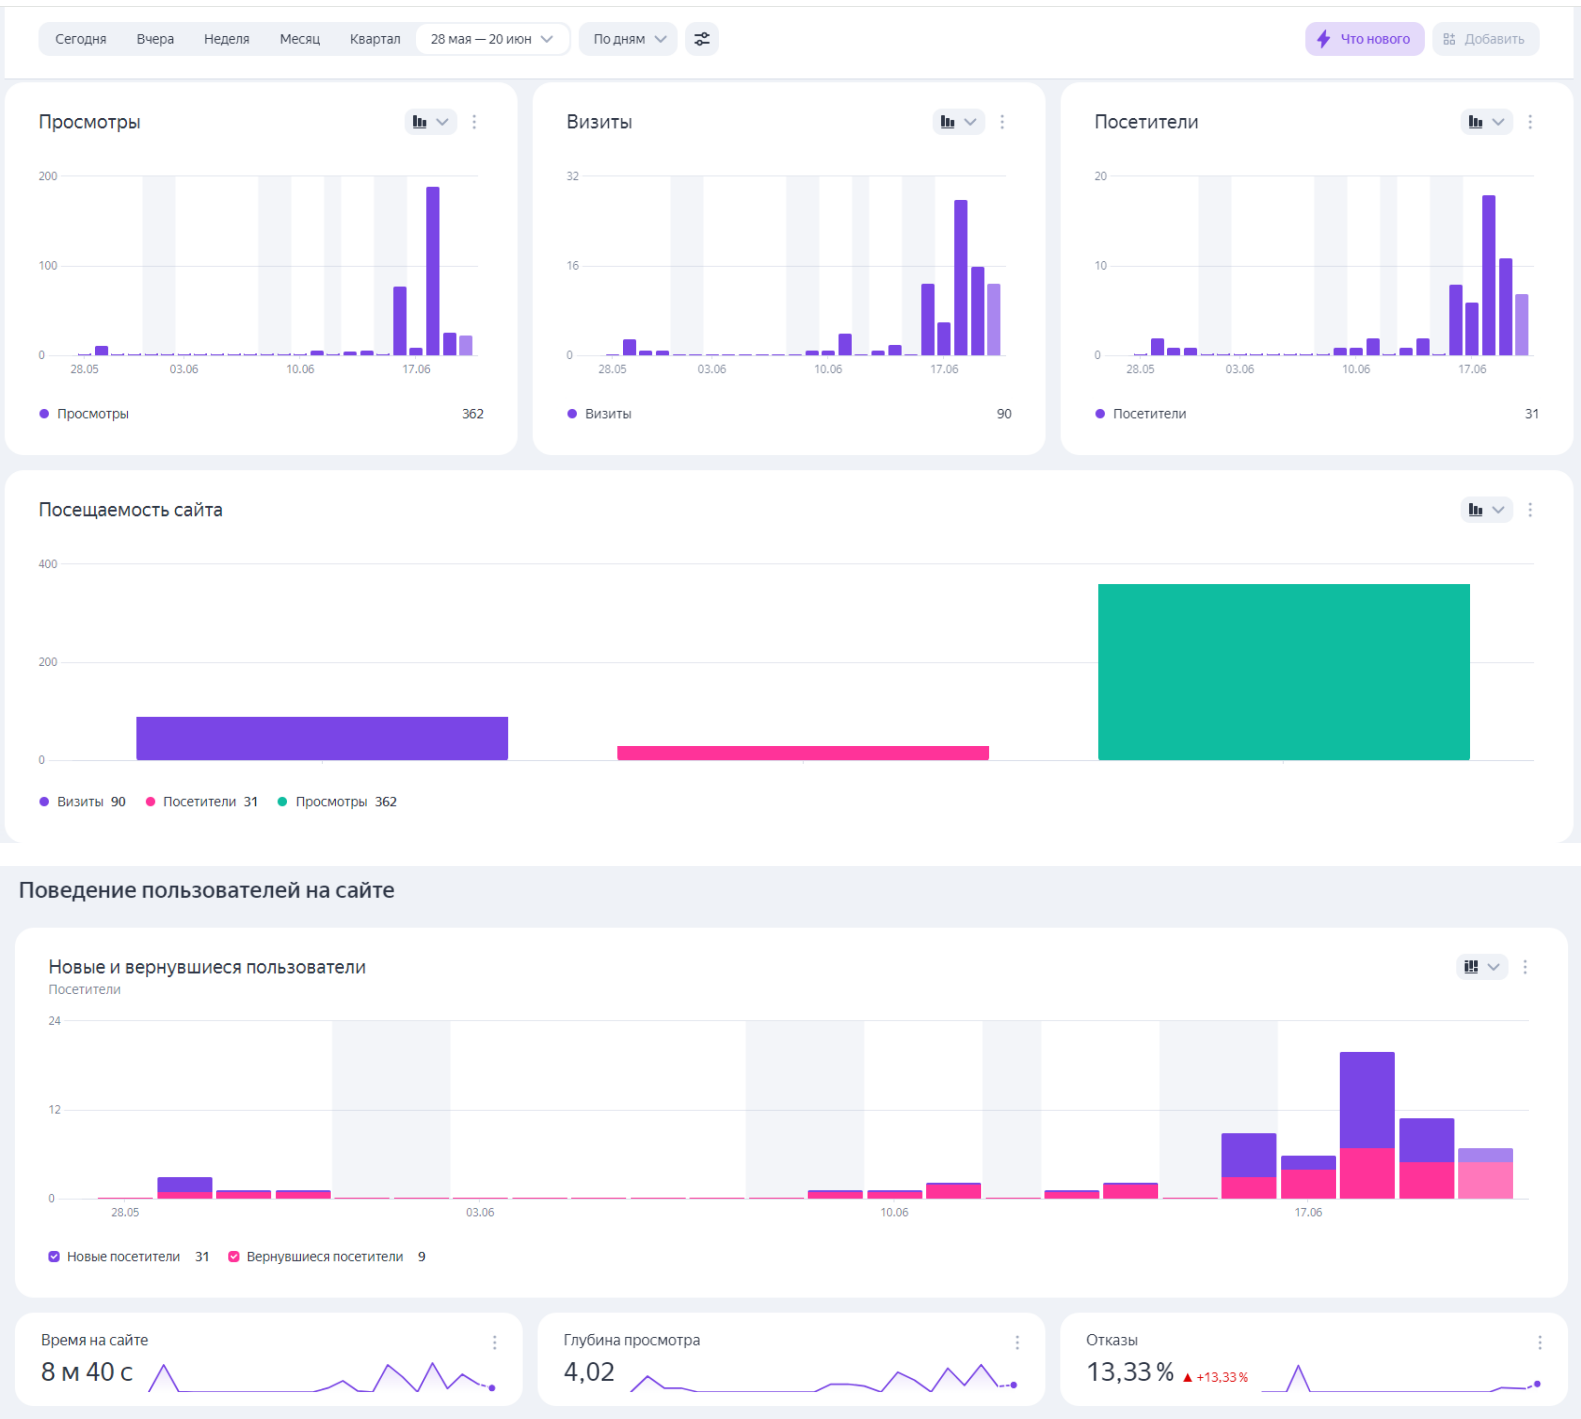 Сегодня Вчера Неделя Месяц Квартал 28 мая — 20 июн По дням Что нового Добавить
Просмотры
200
100
0
28.05 03.06 10.06 17.06
Просмотры 362
Визиты
32
16
0
28.05 03.06 10.06 17.06
Визиты 90
Посетители
20
10
0
28.05 03.06 10.06 17.06
Посетители 31
Посещаемость сайта
400
200
0
Визиты 90 Посетители 31 Просмотры 362
Поведение пользователей на сайте
Новые и вернувшиеся пользователи
Посетители
24
12
0
28.05 03.06 10.06 17.06
Новые посетители 31 Вернувшиеся посетители 9
Время на сайте
8 м 40 с
Глубина просмотра
4,02
Отказы
13,33 % ▲ +13,33 %